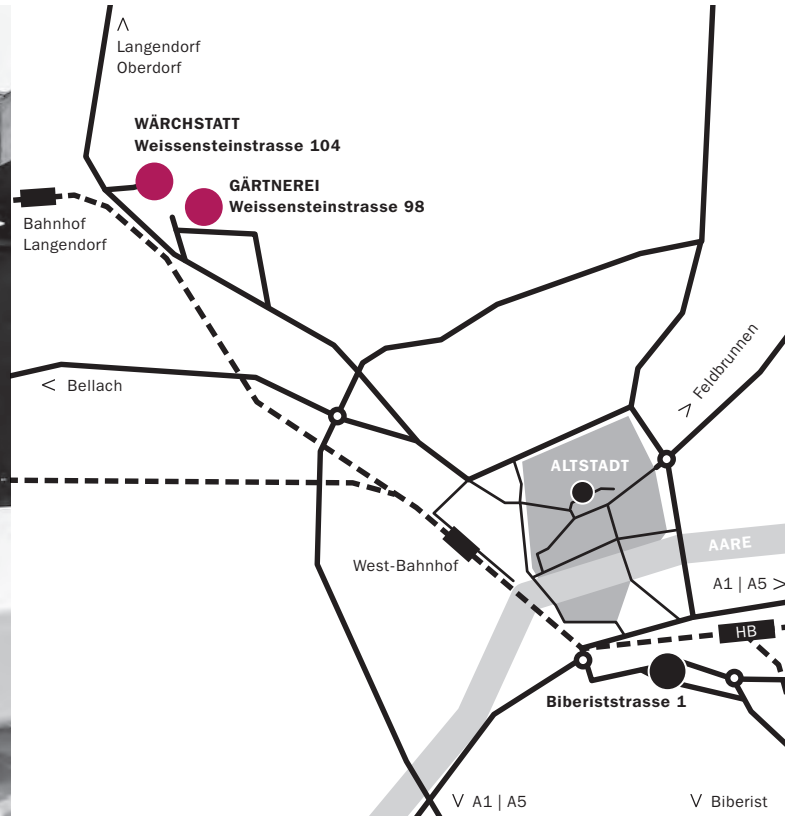 ˄
Langendorf
Oberdorf
WÄRCHSTATT
Weissensteinstrasse 104
GÄRTNEREI
Weissensteinstrasse 98
Bahnhof
Langendorf
< Bellach
> Feldbrunnen
ALTSTADT
AARE
West-Bahnhof
A1 | A5 >
HB
Biberiststrasse 1
˅ A1 | A5
˅ Biberist